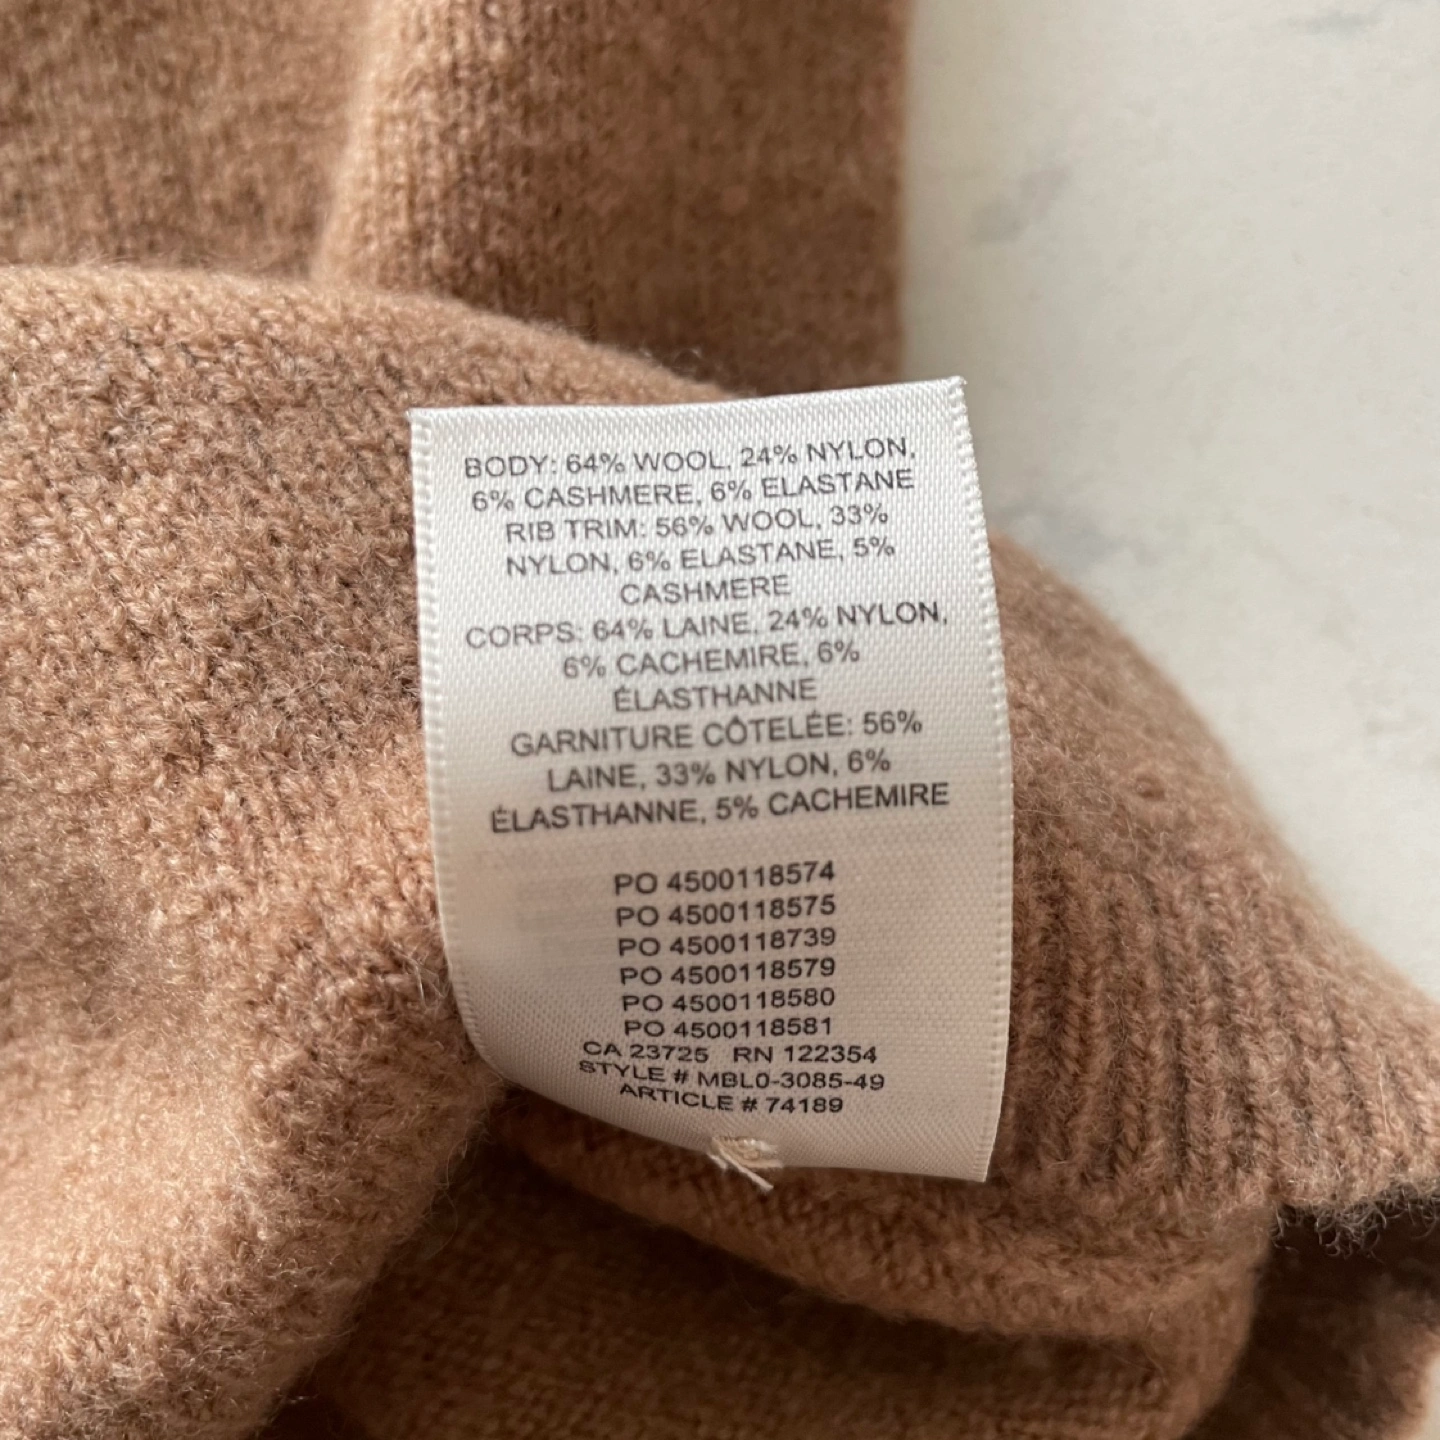 BODY: 64% WOOL, 24% NYLON,
6% CASHMERE, 6% ELASTANE
RIB TRIM: 56% WOOL, 33%
NYLON, 6% ELASTANE, 5%
CASHMERE
CORPS: 64% LAINE, 24% NYLON,
6% CACHEMIRE, 6%
ÉLASTHANNE
GARNITURE CÔTELÉE: 56%
LAINE, 33% NYLON, 6%
ÉLASTHANNE, 5% CACHEMIRE
PO 4500118574
PO 4500118575
PO 4500118739
PO 4500118579
PO 4500118580
PO 4500118581
CA 23725 RN 122354
STYLE # MBL0-3085-49
ARTICLE # 74189